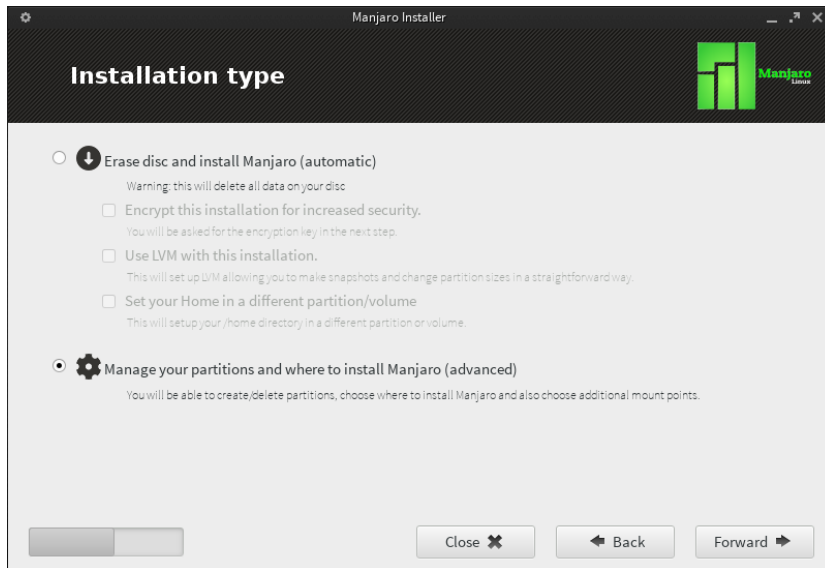 Manjaro Installer
Installation type
Manjaro
Linux
Erase disc and install Manjaro (automatic)
Warning: this will delete all data on your disc
Encrypt this installation for increased security.
You will be asked for the encryption key in the next step.
Use LVM with this installation.
This will set up LVM allowing you to make snapshots and change partition sizes in a straightforward way.
Set your Home in a different partition/volume
This will setup your /home directory in a different partition or volume.
Manage your partitions and where to install Manjaro (advanced)
You will be able to create/delete partitions, choose where to install Manjaro and also choose additional mount points.
Close
Back
Forward